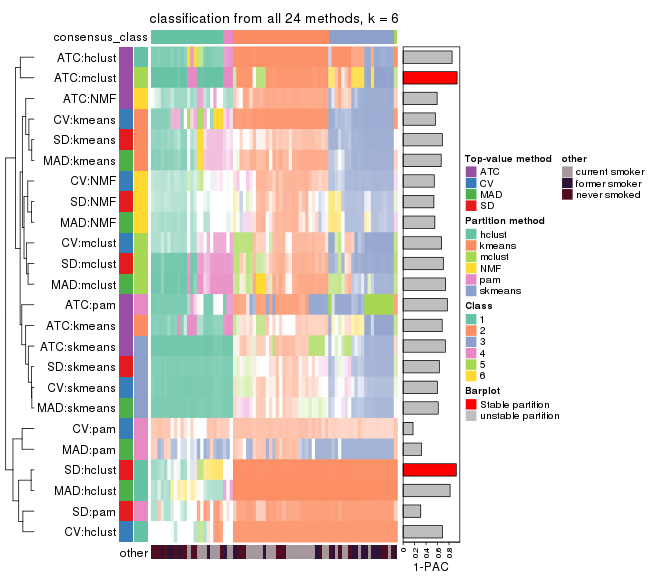 classification from all 24 methods, k = 6
consensus_class
ATC:hclust
ATC:mclust
ATC:NMF
CV:kmeans
SD:kmeans
MAD:kmeans
CV:NMF
SD:NMF
MAD:NMF
CV:mclust
SD:mclust
MAD:mclust
ATC:pam
ATC:kmeans
ATC:skmeans
SD:skmeans
CV:skmeans
MAD:skmeans
CV:pam
MAD:pam
SD:hclust
MAD:hclust
SD:pam
CV:hclust
other
0 0.2 0.4 0.6 0.8
1-PAC
Top-value method
ATC
CV
MAD
SD
Partition method
hclust
kmeans
mclust
NMF
pam
skmeans
Class
1
2
3
4
5
6
Barplot
Stable partition
unstable partition
other
current smoker
former smoker
never smoked